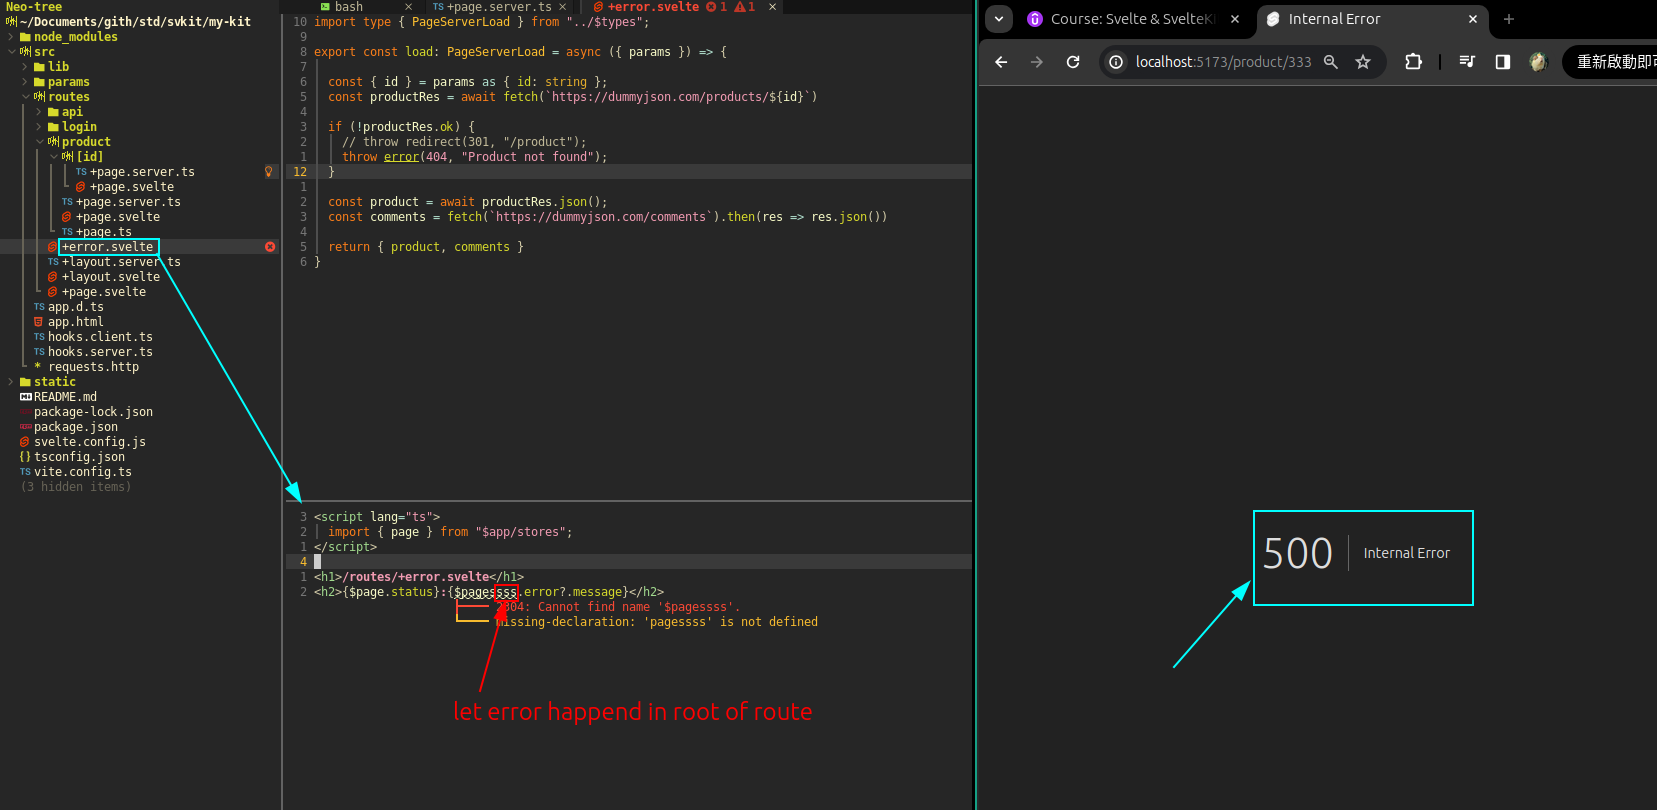 Neo-tree
~/Documents/gith/std/svkit/my-kit
node_modules
src
lib
params
routes
api
login
product
[id]
TS +page.server.ts
+page.svelte
TS +page.server.ts
+page.svelte
TS +page.ts
+error.svelte
TS +layout.server.ts
+layout.svelte
+page.svelte
TS app.d.ts
app.html
TS hooks.client.ts
TS hooks.server.ts
* requests.http
static
README.md
package-lock.json
package.json
svelte.config.js
{} tsconfig.json
TS vite.config.ts
(3 hidden items)
bash × TS +page.server.ts × +error.svelte 1 1 ×
10 import type { PageServerLoad } from "../$types";
9
8 export const load: PageServerLoad = async ({ params }) => {
7
6 const { id } = params as { id: string };
5 const productRes = await fetch(`https://dummyjson.com/products/${id}`)
4
3 if (!productRes.ok) {
2 // throw redirect(301, "/product");
1 throw error(404, "Product not found");
12 }
1
2 const product = await productRes.json();
3 const comments = fetch(`https://dummyjson.com/comments`).then(res => res.json())
4
5 return { product, comments }
6 }
3 <script lang="ts">
2 import { page } from "$app/stores";
1 </script>
4
1 <h1>/routes/+error.svelte</h1>
2 <h2>{$page.status}:{$pagessss.error?.message}</h2>
2304: Cannot find name '$pagessss'.
missing-declaration: 'pagessss' is not defined
let error happend in root of route
Course: Svelte & SvelteK ×
Internal Error ×
localhost:5173/product/333
重新啟動即可
500 Internal Error